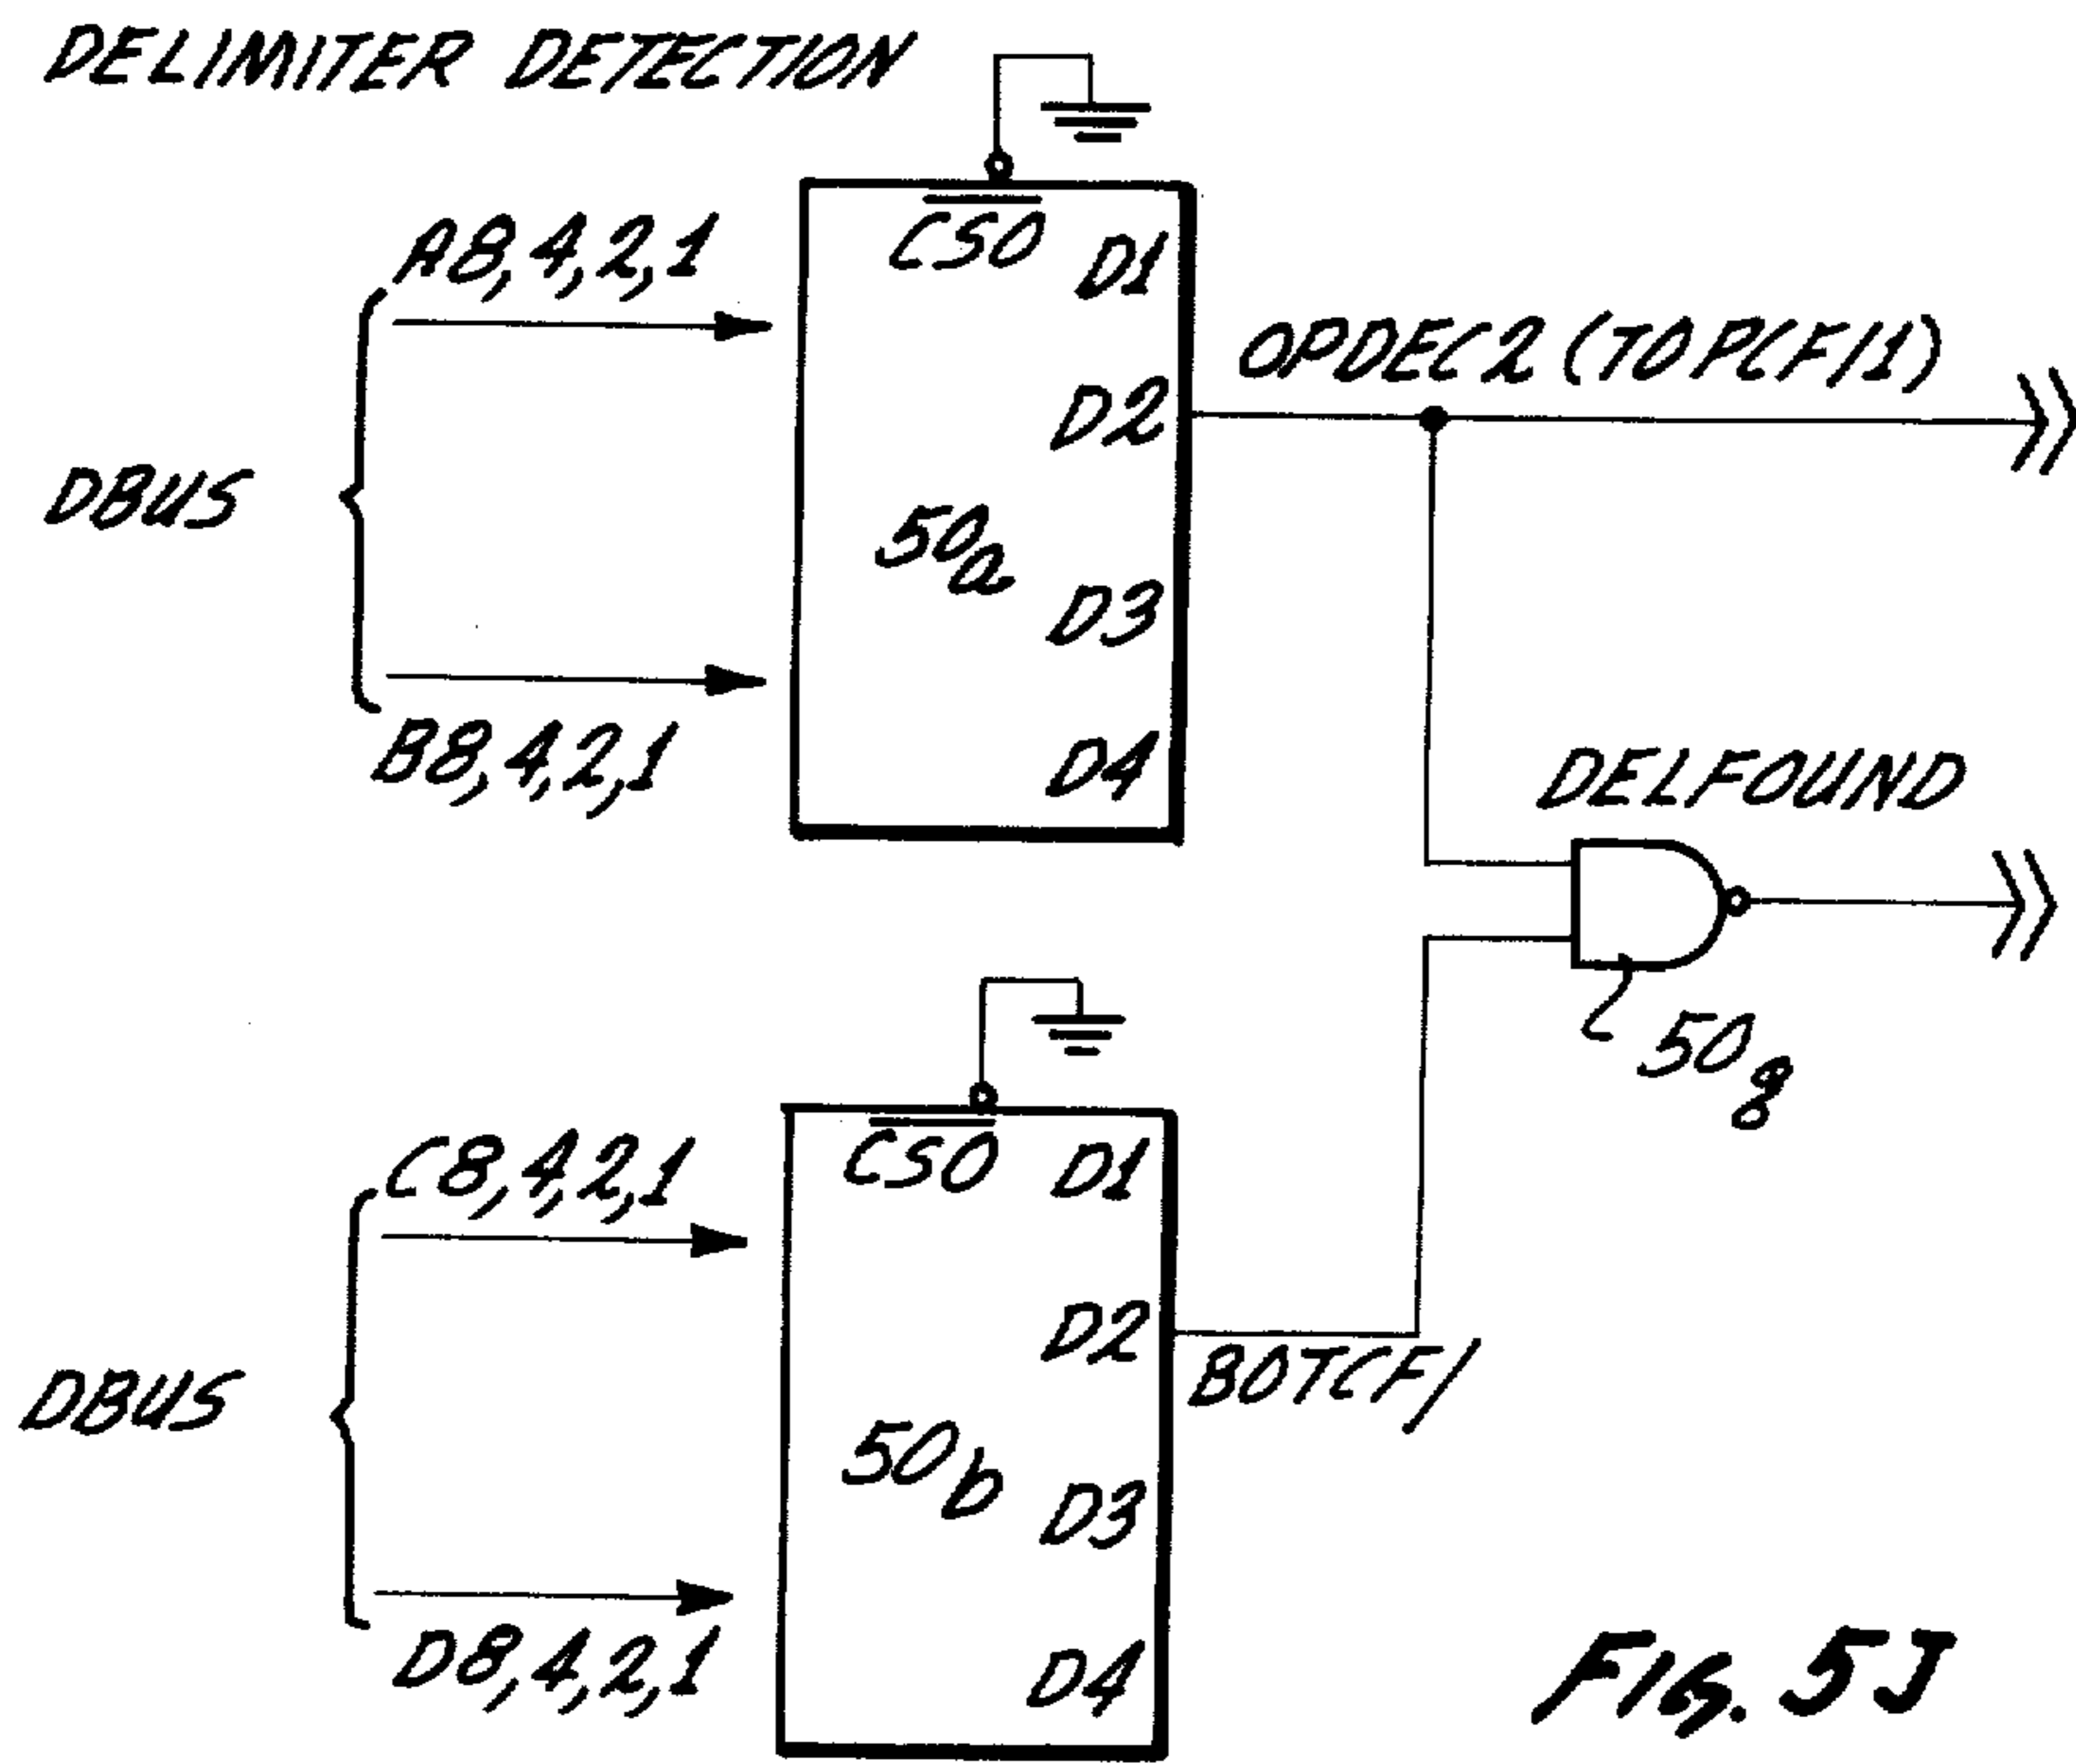 DELIMITER DETECTION
CS0
D1
A8,4,2,1
OPDEC2 (TOPCF/1)
D2
DBUS
50a
D3
B8,4,2,1
D4
DELFOUND
50g
CS0
D1
C8,4,2,1
D2
BOTCF/
DBUS
50b
D3
D8,4,2,1
D4
FIG. 5J